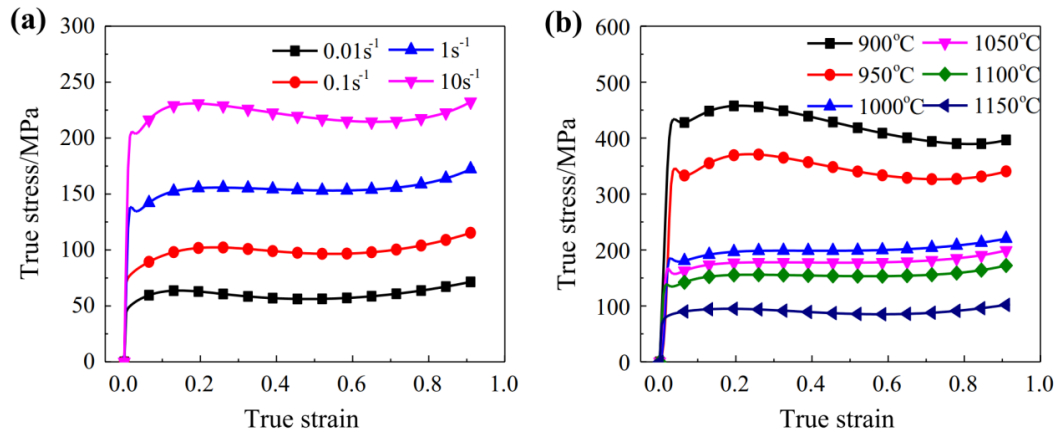 (a)
300
250
200
150
100
50
0
True stress/MPa
0.01s⁻¹
1s⁻¹
0.1s⁻¹
10s⁻¹
0.0 0.2 0.4 0.6 0.8 1.0
True strain
(b)
600
500
400
300
200
100
0
True stress/MPa
900°C
1050°C
950°C
1100°C
1000°C
1150°C
0.0 0.2 0.4 0.6 0.8 1.0
True strain